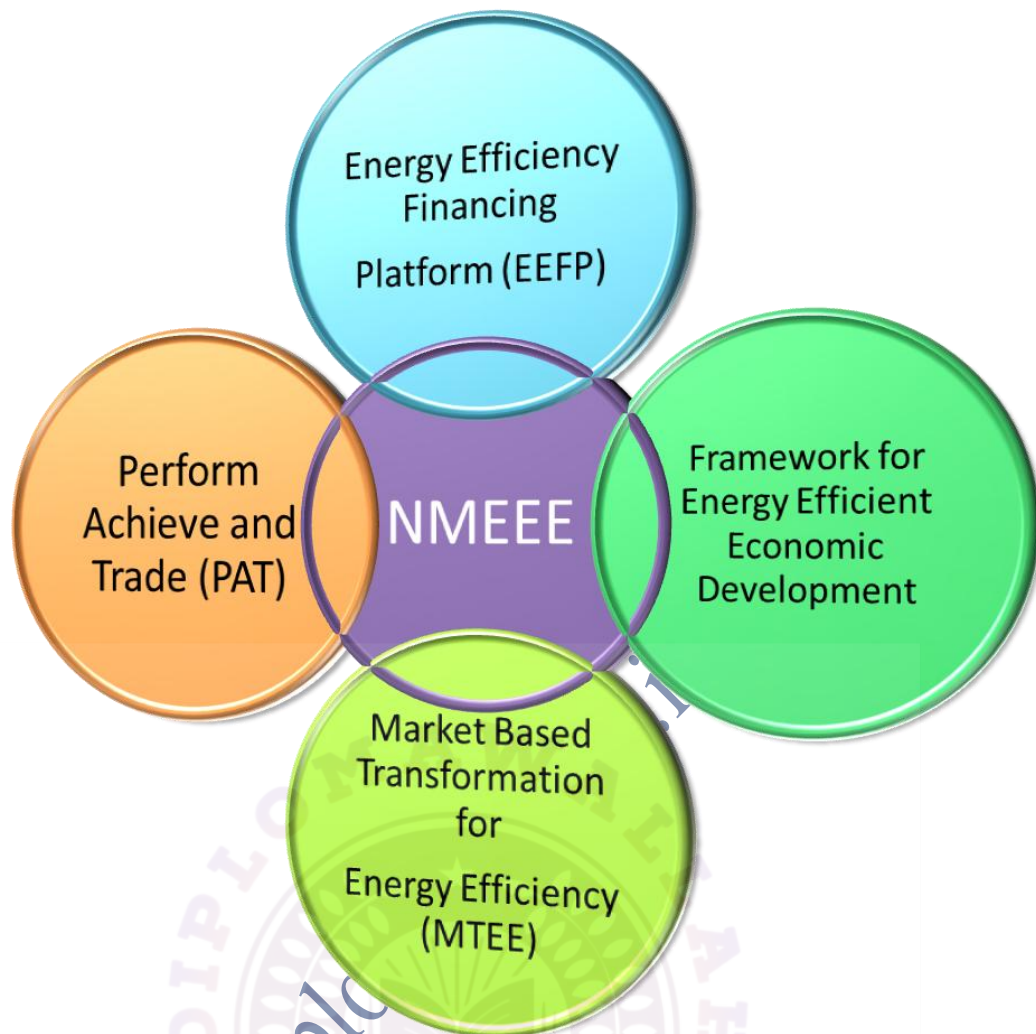 Energy Efficiency
Financing
Platform (EEFP)
Perform
Achieve and
Trade (PAT)
NMEEE
Framework for
Energy Efficient
Economic
Development
Market Based
Transformation
for
Energy Efficiency
(MTEE)